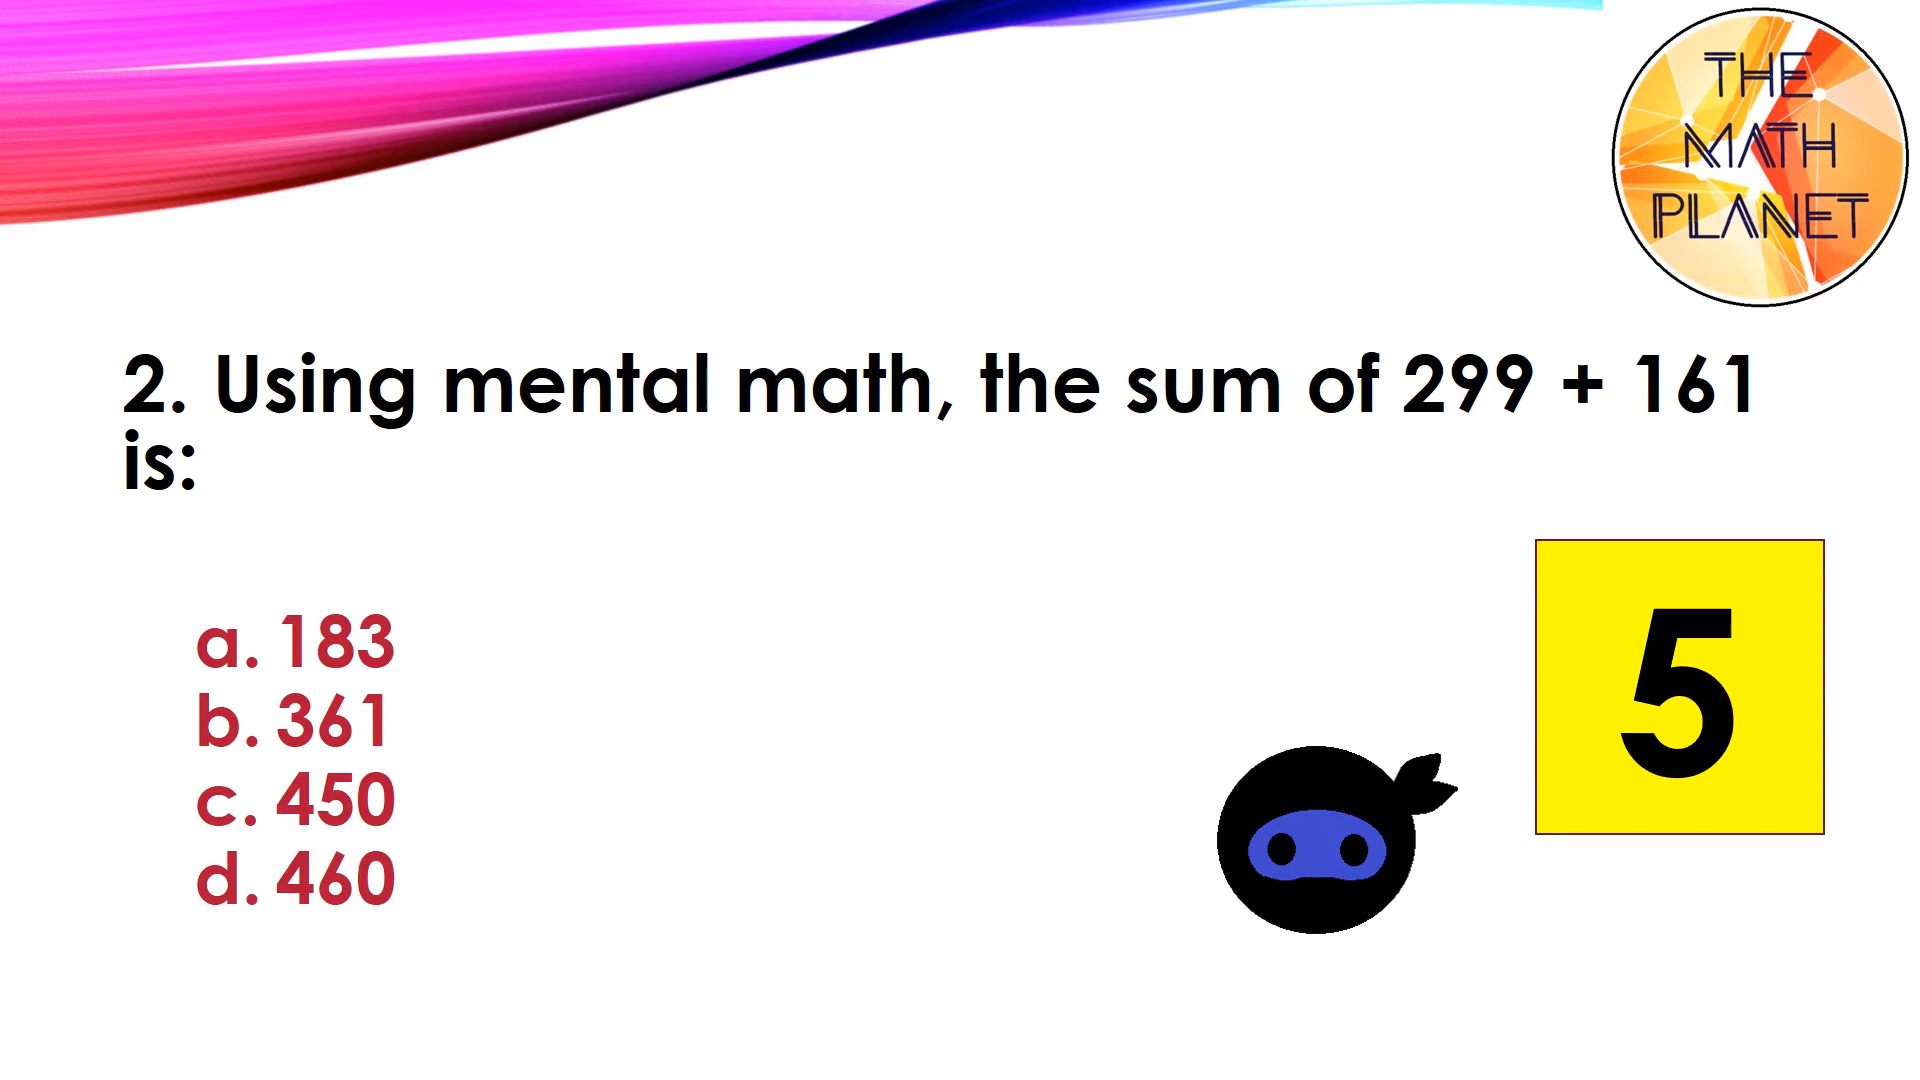 THE
MATH
PLANET
2. Using mental math, the sum of 299 + 161
is:
a. 183
b. 361
c. 450
d. 460
5